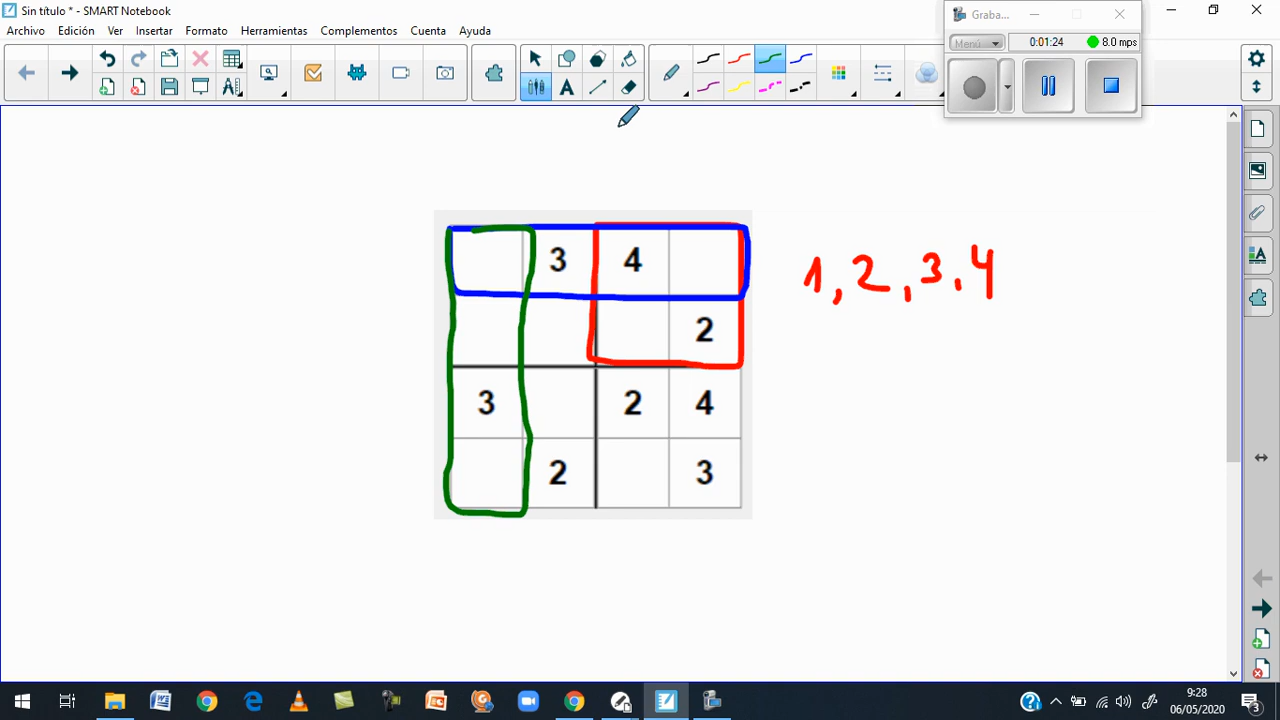 Sin título * - SMART Notebook
Graba...
Archivo Edición Ver Insertar Formato Herramientas Complementos Cuenta Ayuda
Menú 0:01:24 8.0 mps
A
3 4
2
3 2 4
2 3
1, 2, 3, 4
9:28
06/05/2020
3